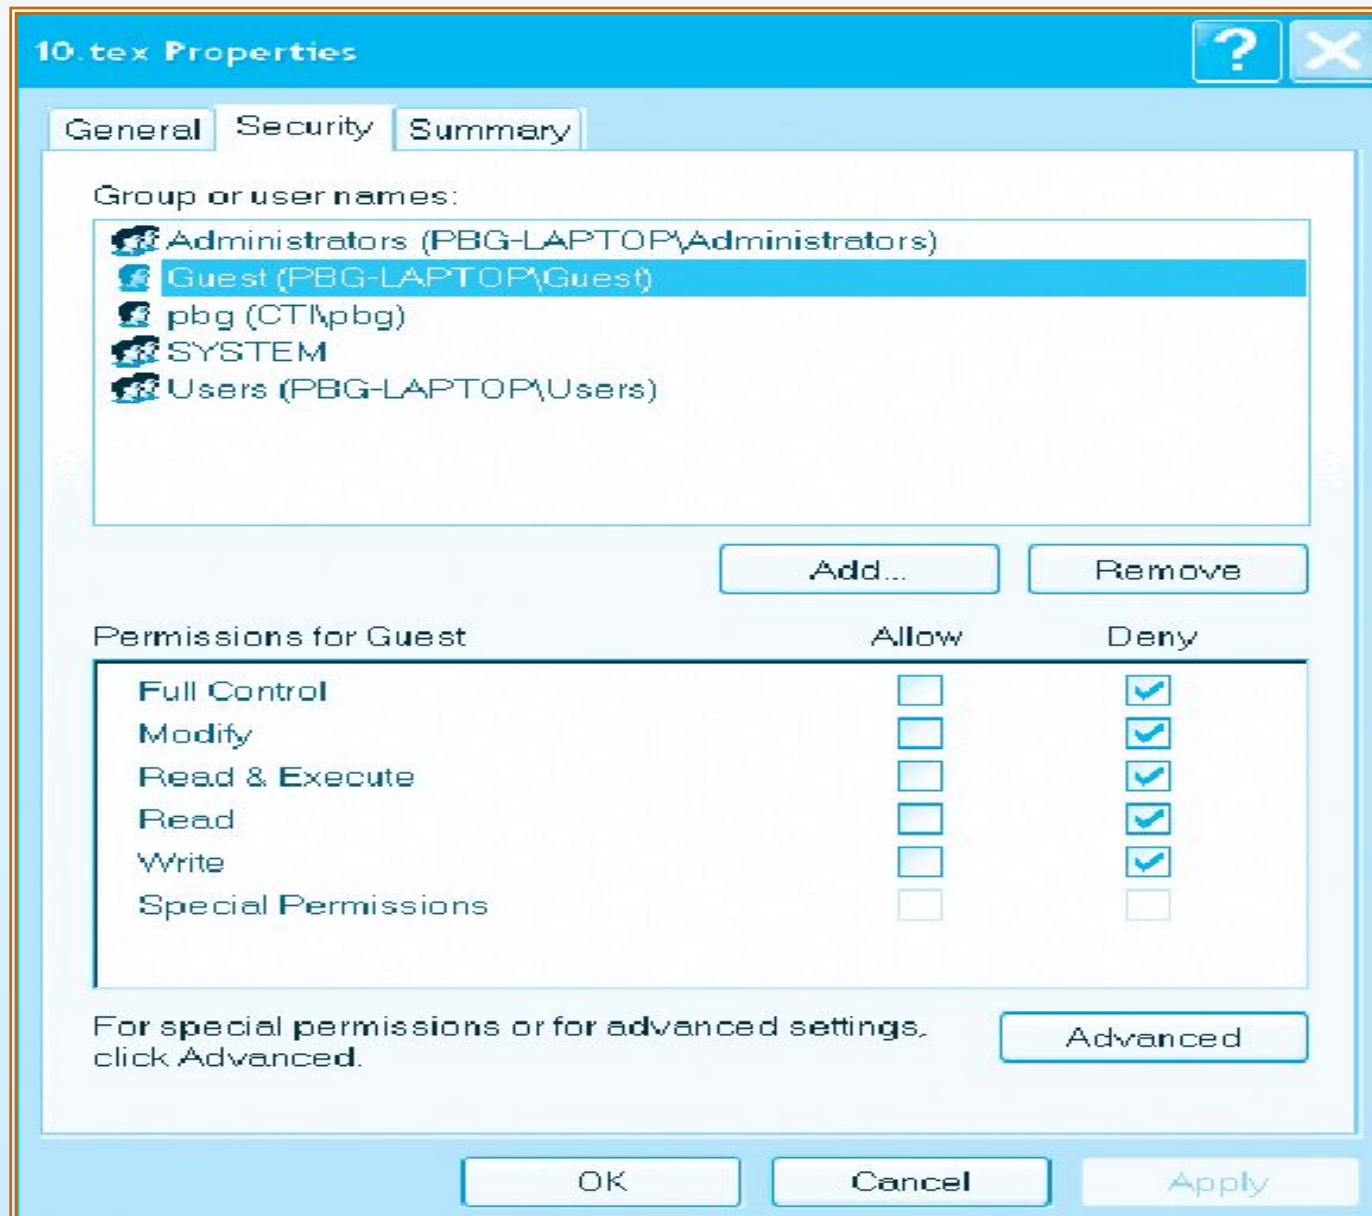 10.tex Properties
?
General Security Summary
Group or user names:
Administrators (PBG-LAPTOP\Administrators)
Guest (PBG-LAPTOP\Guest)
pbg (CTI\pbg)
SYSTEM
Users (PBG-LAPTOP\Users)
Add... Remove
Permissions for Guest Allow Deny
Full Control
Modify
Read & Execute
Read
Write
Special Permissions
For special permissions or for advanced settings,
click Advanced.
Advanced
OK Cancel Apply